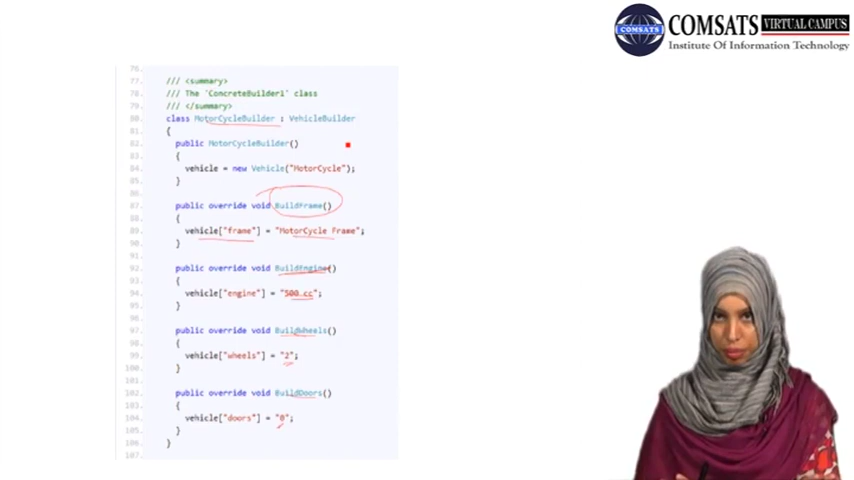 COMSATS VIRTUAL CAMPUS
COMSATS
Institute Of Information Technology
76.
77. /// <summary>
78. /// The 'ConcreteBuilder1' class
79. /// </summary>
80. class MotorCycleBuilder : VehicleBuilder
81. {
82. public MotorCycleBuilder()
83. {
84. vehicle = new Vehicle("MotorCycle");
85. }
86.
87. public override void BuildFrame()
88. {
89. vehicle["frame"] = "MotorCycle Frame";
90. }
91.
92. public override void BuildEngine()
93. {
94. vehicle["engine"] = "500 cc";
95. }
96.
97. public override void BuildWheels()
98. {
99. vehicle["wheels"] = "2";
100. }
101.
102. public override void BuildDoors()
103. {
104. vehicle["doors"] = "0";
105. }
106. }
107.